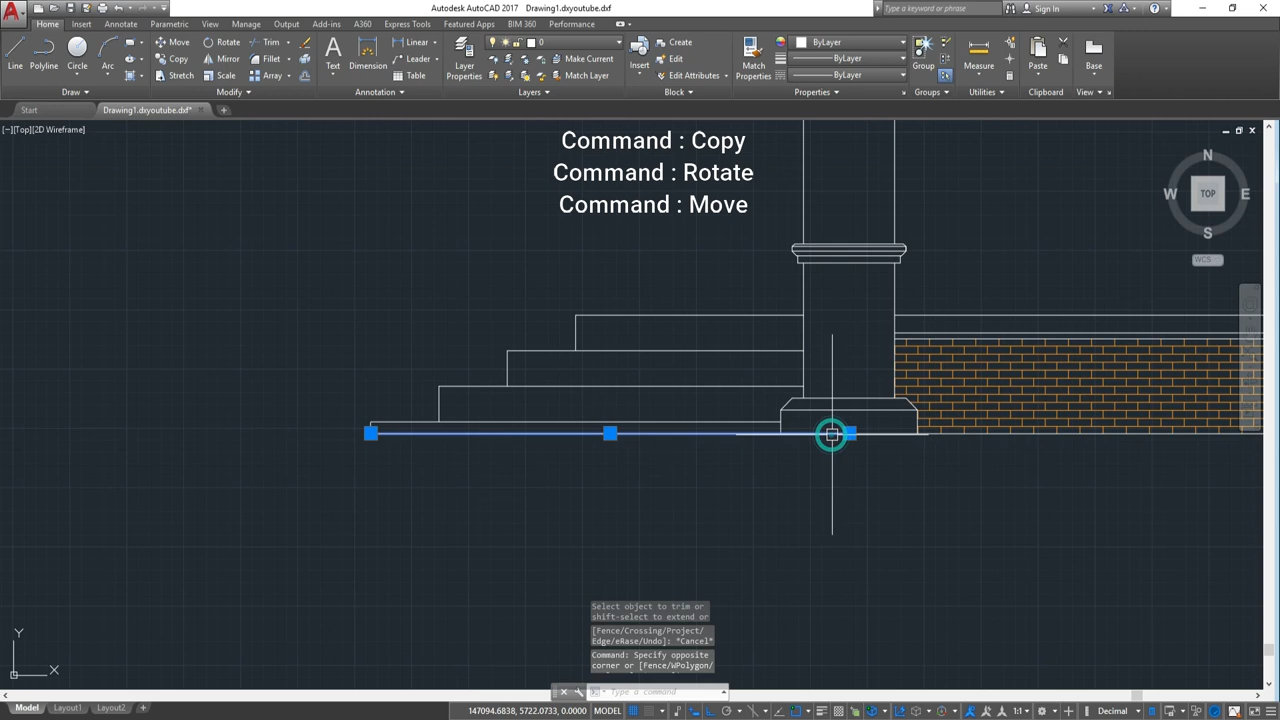 Autodesk AutoCAD 2017 Drawing1.dxyoutube.dxf
Type a keyword or phrase
Sign In
Home Insert Annotate Parametric View Manage Output Add-ins A360 Express Tools Featured Apps BIM 360 Performance
Line Polyline Circle Arc
Move Rotate Trim
Copy Mirror Fillet
Stretch Scale Array
Text Dimension
Linear
Leader
Table
Layer
Properties
0
Make Current
Match Layer
Insert
Create
Edit
Edit Attributes
Match
Properties
ByLayer
ByLayer
ByLayer
Group
Measure
Paste
Base
Draw Modify Annotation Layers Block Properties Groups Utilities Clipboard View
Start Drawing1.dxyoutube.dxf*
[–][Top][2D Wireframe]
Command : Copy
Command : Rotate
Command : Move
N
W TOP E
S
WCS
Select object to trim or
shift-select to extend or
[Fence/Crossing/Project/
Edge/eRase/Undo]: *Cancel*
Command: Specify opposite
corner or [Fence/WPolygon/
Y
X
Type a command
Model Layout1 Layout2
147094.6838, 5722.0733, 0.0000 MODEL
1:1
Decimal